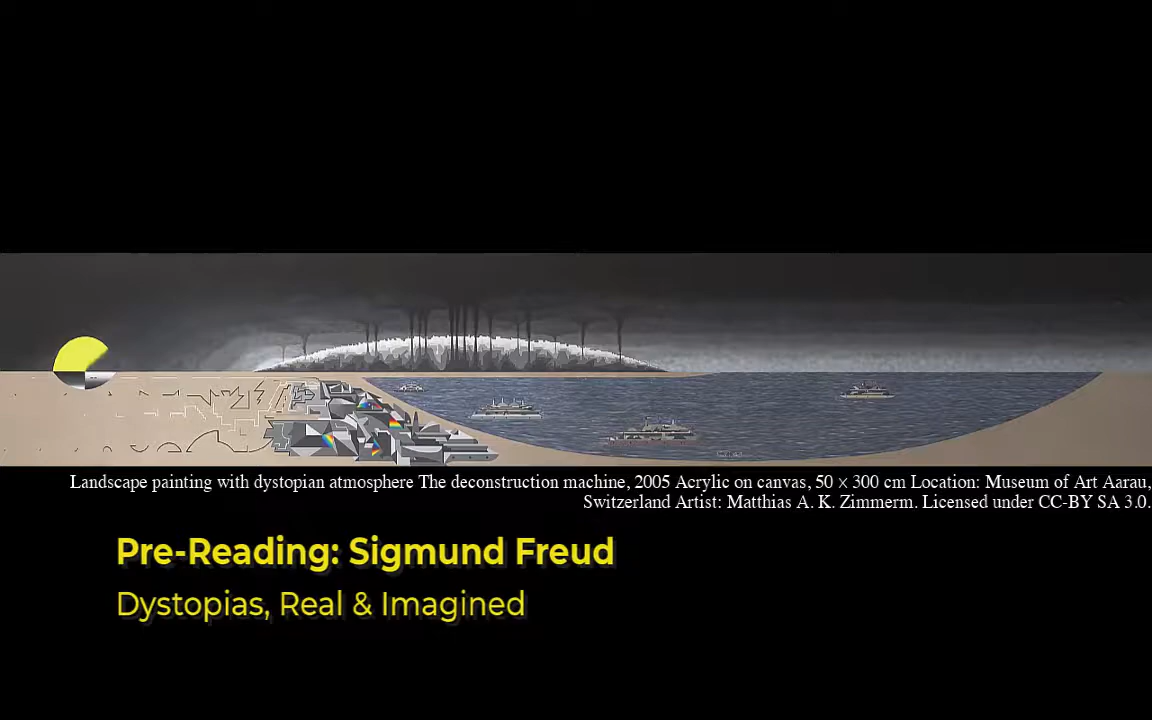 Landscape painting with dystopian atmosphere The deconstruction machine, 2005 Acrylic on canvas, 50 × 300 cm Location: Museum of Art Aarau,
Switzerland Artist: Matthias A. K. Zimmerm. Licensed under CC-BY SA 3.0.
Pre-Reading: Sigmund Freud
Dystopias, Real & Imagined